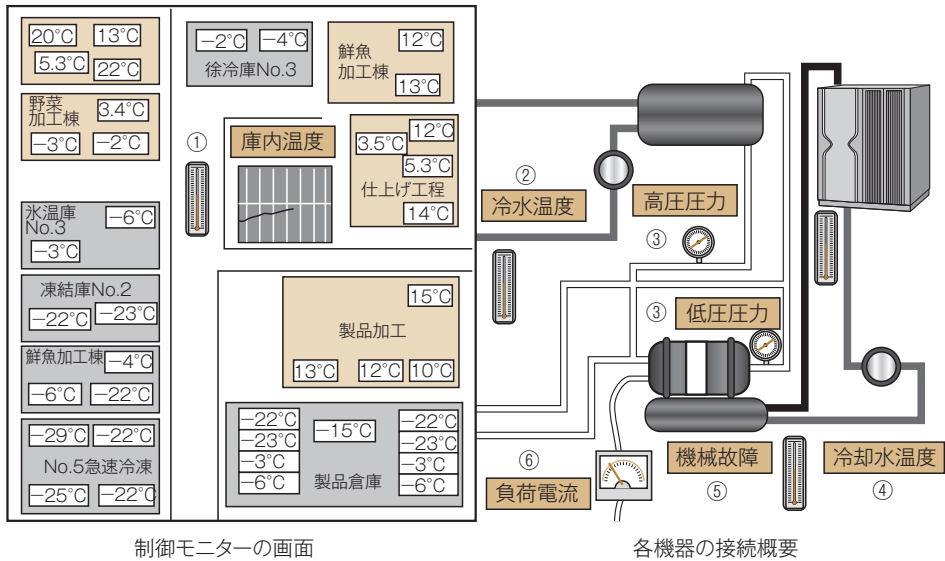 20℃ 13℃
5.3℃ 22℃
野菜
加工棟
3.4℃
−3℃ −2℃
氷温庫
No.3
−6℃
−3℃
凍結庫No.2
−22℃ −23℃
鮮魚加工棟 −4℃
−6℃ −22℃
−29℃ −22℃
No.5急速冷凍
−25℃ −22℃
−2℃ −4℃
徐冷庫No.3
鮮魚
加工棟
12℃
13℃
①
庫内温度
12℃
3.5℃
5.3℃
仕上げ工程
14℃
15℃
製品加工
13℃ 12℃ 10℃
−22℃
−23℃
−3℃
−6℃
−15℃
製品倉庫
−22℃
−23℃
−3℃
−6℃
②
冷水温度
高圧圧力
③
③
低圧圧力
⑥
負荷電流
機械故障
⑤
冷却水温度
④
制御モニターの画面
各機器の接続概要